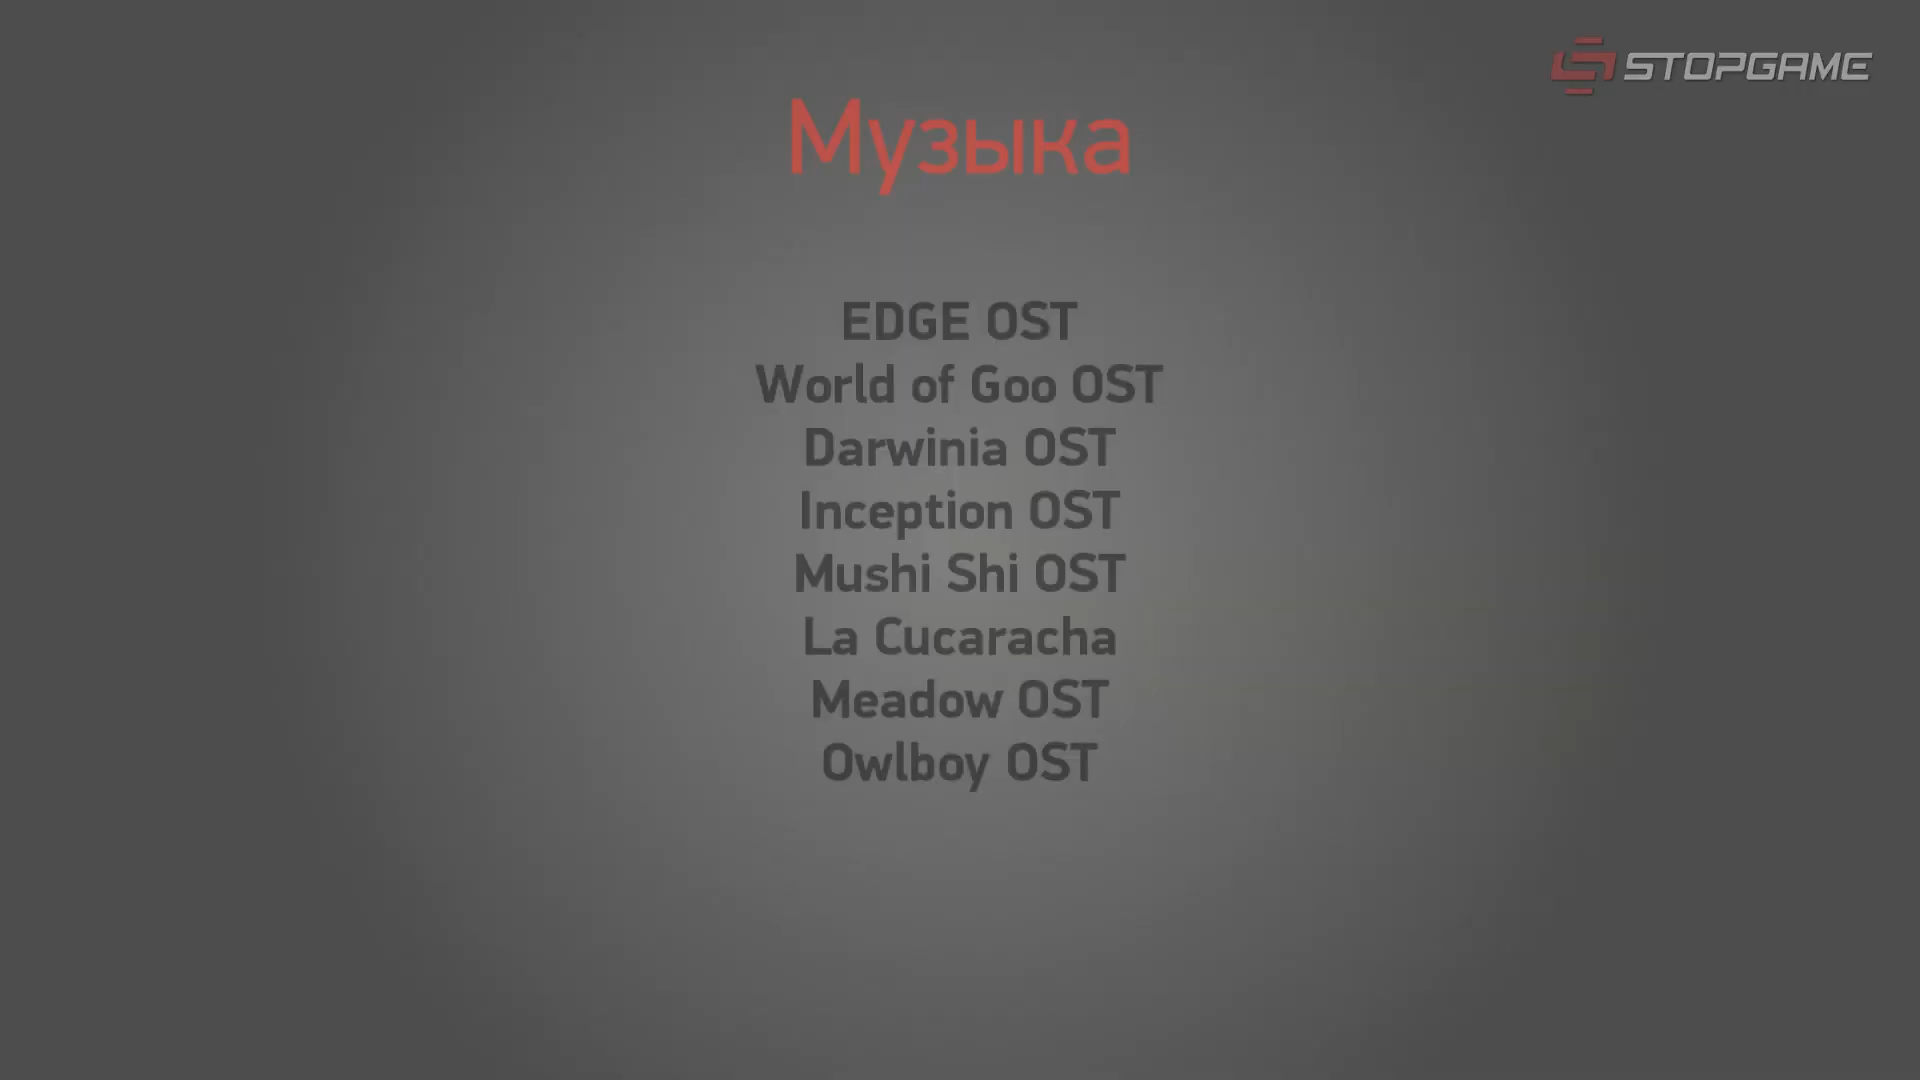 STOPGAME
Музыка
EDGE OST
World of Goo OST
Darwinia OST
Inception OST
Mushi Shi OST
La Cucaracha
Meadow OST
Owlboy OST